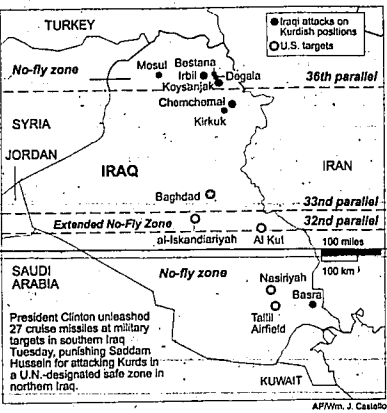 TURKEY
Iraqi attacks on
Kurdish positions
U.S. targets
No-fly zone
Mosul
Bestana
Irbil
Degala
Koysanjak
36th parallel
Chemchemal
Kirkuk
SYRIA
JORDAN
IRAQ
IRAN
Baghdad
33nd parallel
Extended No-Fly Zone
32nd parallel
al-Iskandiariyah
Al Kut
100 miles
100 km
SAUDI
ARABIA
No-fly zone
Nasiriyah
Basra
Tallil
Airfield
President Clinton unleashed
27 cruise missiles at military
targets in southern Iraq
Tuesday, punishing Saddam
Hussein for attacking Kurds in
a U.N.-designated safe zone in
northern Iraq.
KUWAIT
AP/Wm. J. Castello